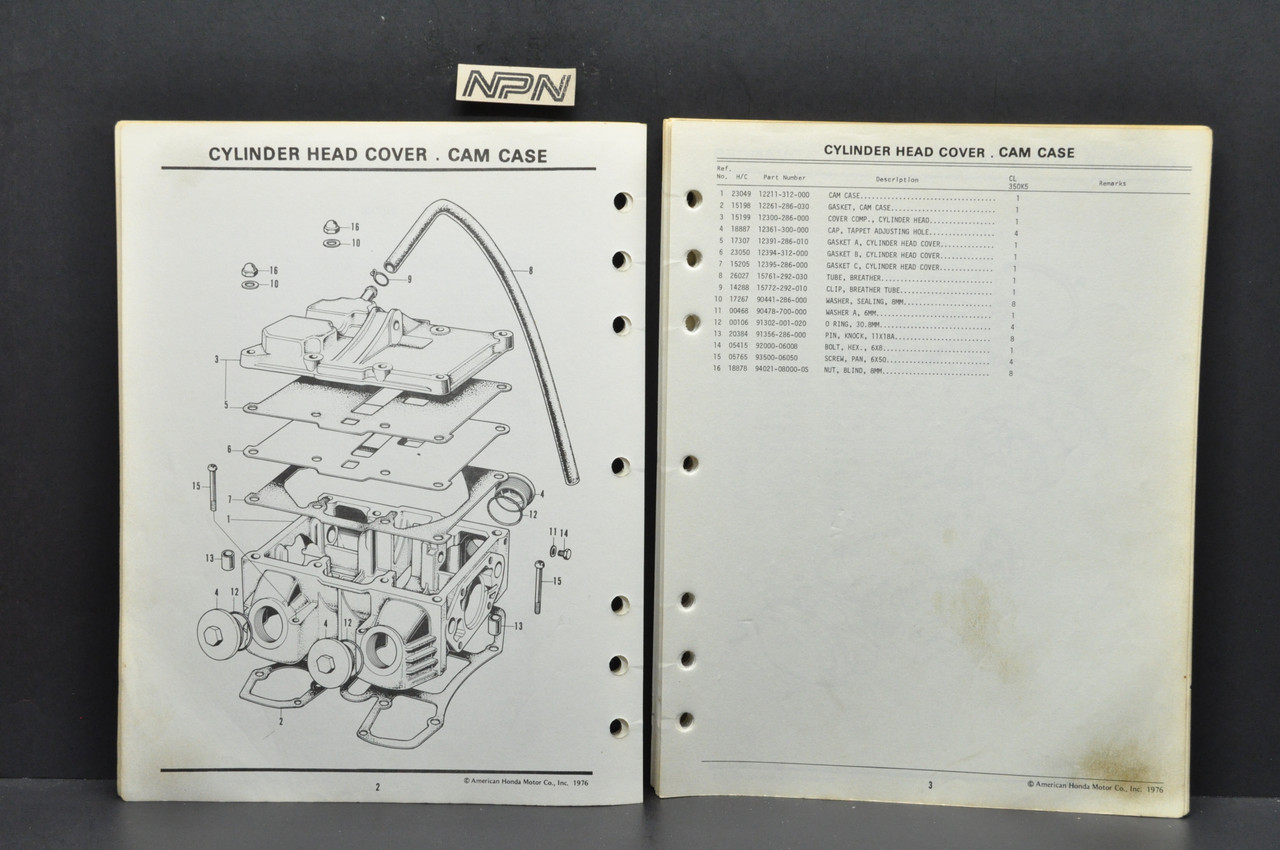 NPN
CYLINDER HEAD COVER . CAM CASE
16
10
16
10
9
8
3
5
6
15
7
4
12
1
11 14
13
15
4 12
4 12
13
2
2
© American Honda Motor Co., Inc. 1976
CYLINDER HEAD COVER . CAM CASE
Ref. No. H/C Part Number Description CL 350K5 Remarks
1 23049 12211-312-000 CAM CASE 1
2 15198 12261-286-030 GASKET, CAM CASE 1
3 15199 12300-286-000 COVER COMP., CYLINDER HEAD 1
4 18887 12361-300-000 CAP, TAPPET ADJUSTING HOLE 4
5 17307 12391-286-010 GASKET A, CYLINDER HEAD COVER 1
6 23050 12394-312-000 GASKET B, CYLINDER HEAD COVER 1
7 15205 12395-286-000 GASKET C, CYLINDER HEAD COVER 1
8 26027 15761-292-030 TUBE, BREATHER 1
9 14288 15772-292-010 CLIP, BREATHER TUBE 1
10 17267 90441-286-000 WASHER, SEALING, 8MM 8
11 00468 90478-700-000 WASHER A, 6MM 1
12 00106 91302-001-020 O RING, 30.8MM 4
13 20384 91356-286-000 PIN, KNOCK, 11X18A 8
14 05415 92000-06008 BOLT, HEX., 6X8 1
15 05765 93500-06050 SCREW, PAN, 6X50 4
16 18878 94021-08000-0S NUT, BLIND, 8MM 8
3
© American Honda Motor Co., Inc. 1976